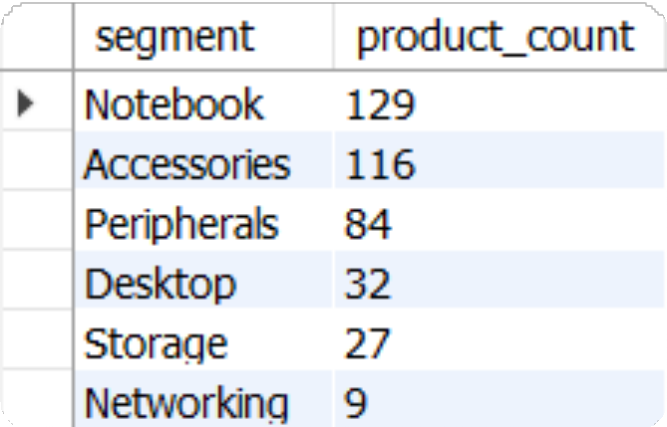 segment product_count
Notebook 129
Accessories 116
Peripherals 84
Desktop 32
Storage 27
Networking 9